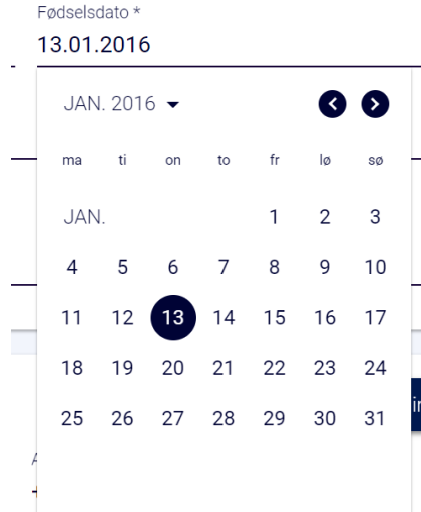 Fødselsdato *
13.01.2016
JAN. 2016
ma ti on to fr lø sø
JAN. 1 2 3
4 5 6 7 8 9 10
11 12 13 14 15 16 17
18 19 20 21 22 23 24
25 26 27 28 29 30 31